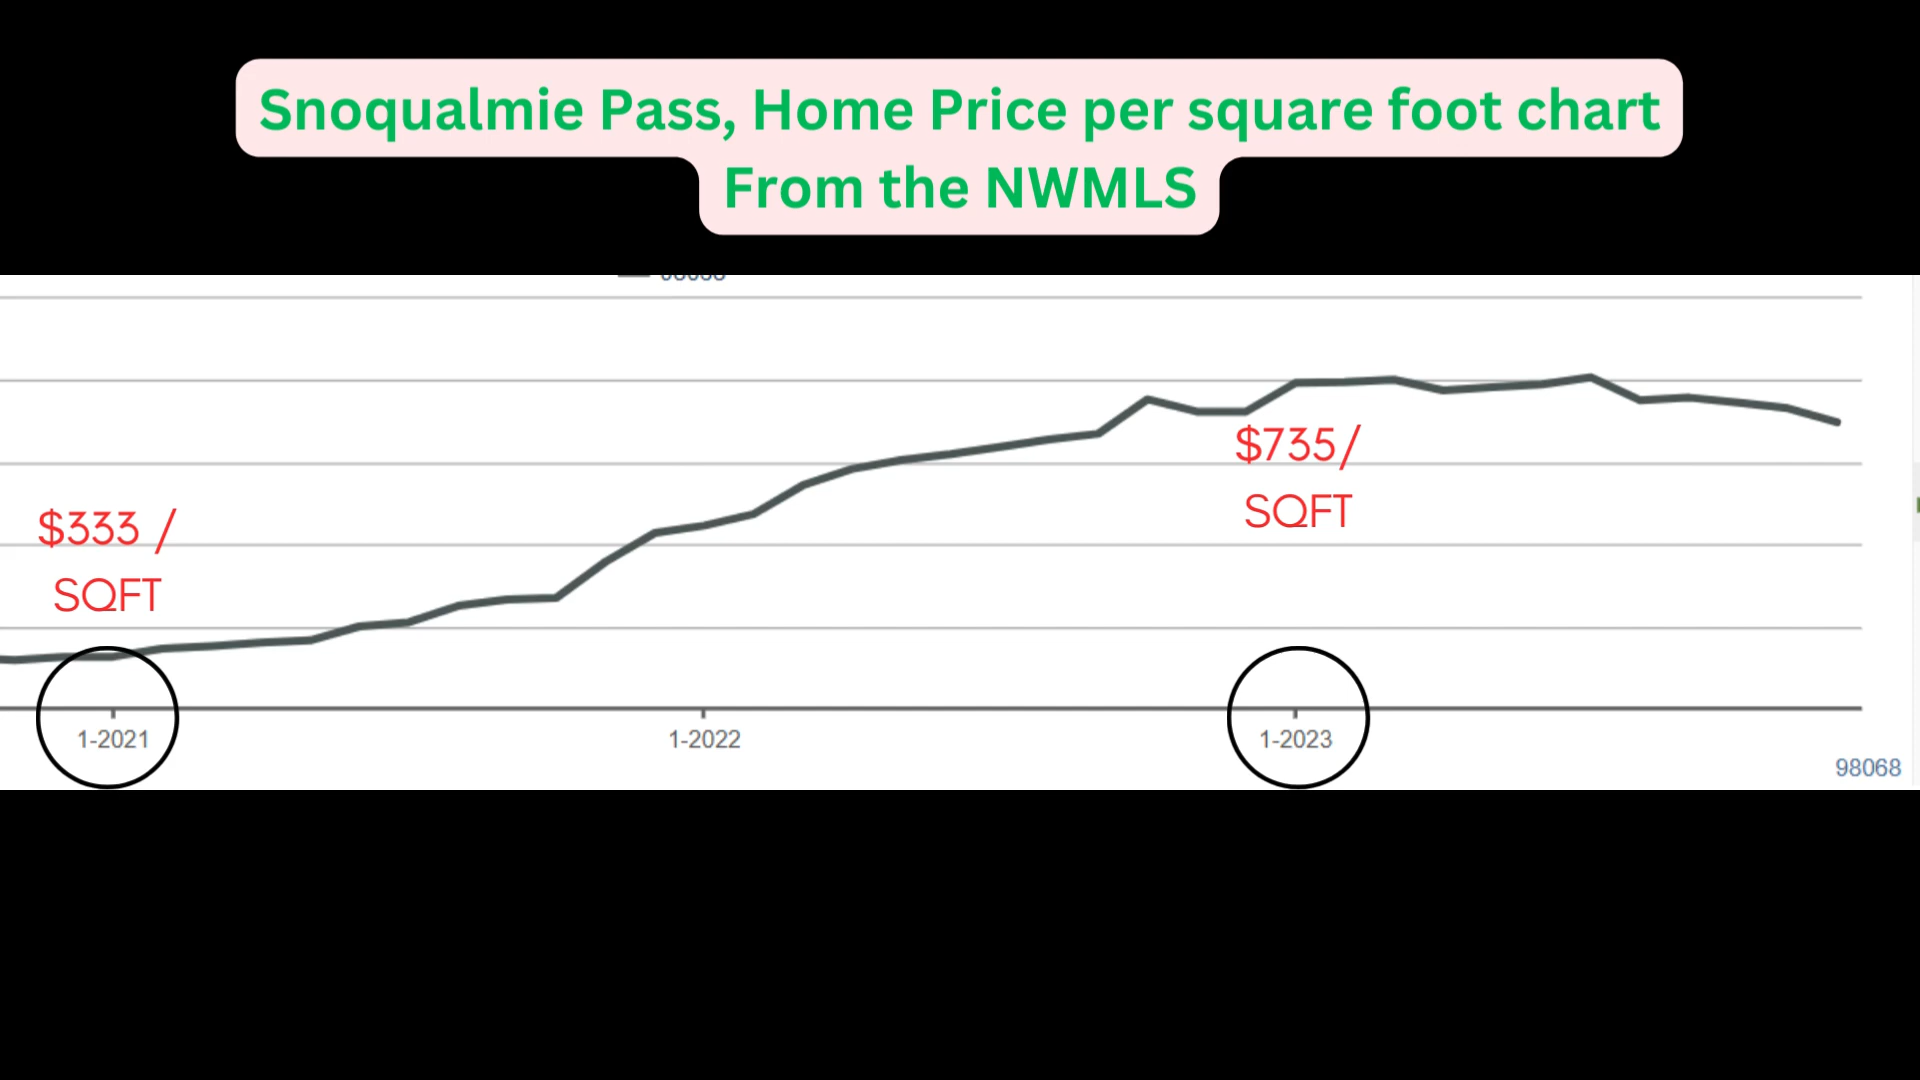 Snoqualmie Pass, Home Price per square foot chart
From the NWMLS
$735/
SQFT
$333 /
SQFT
1-2021
1-2022
1-2023
98068